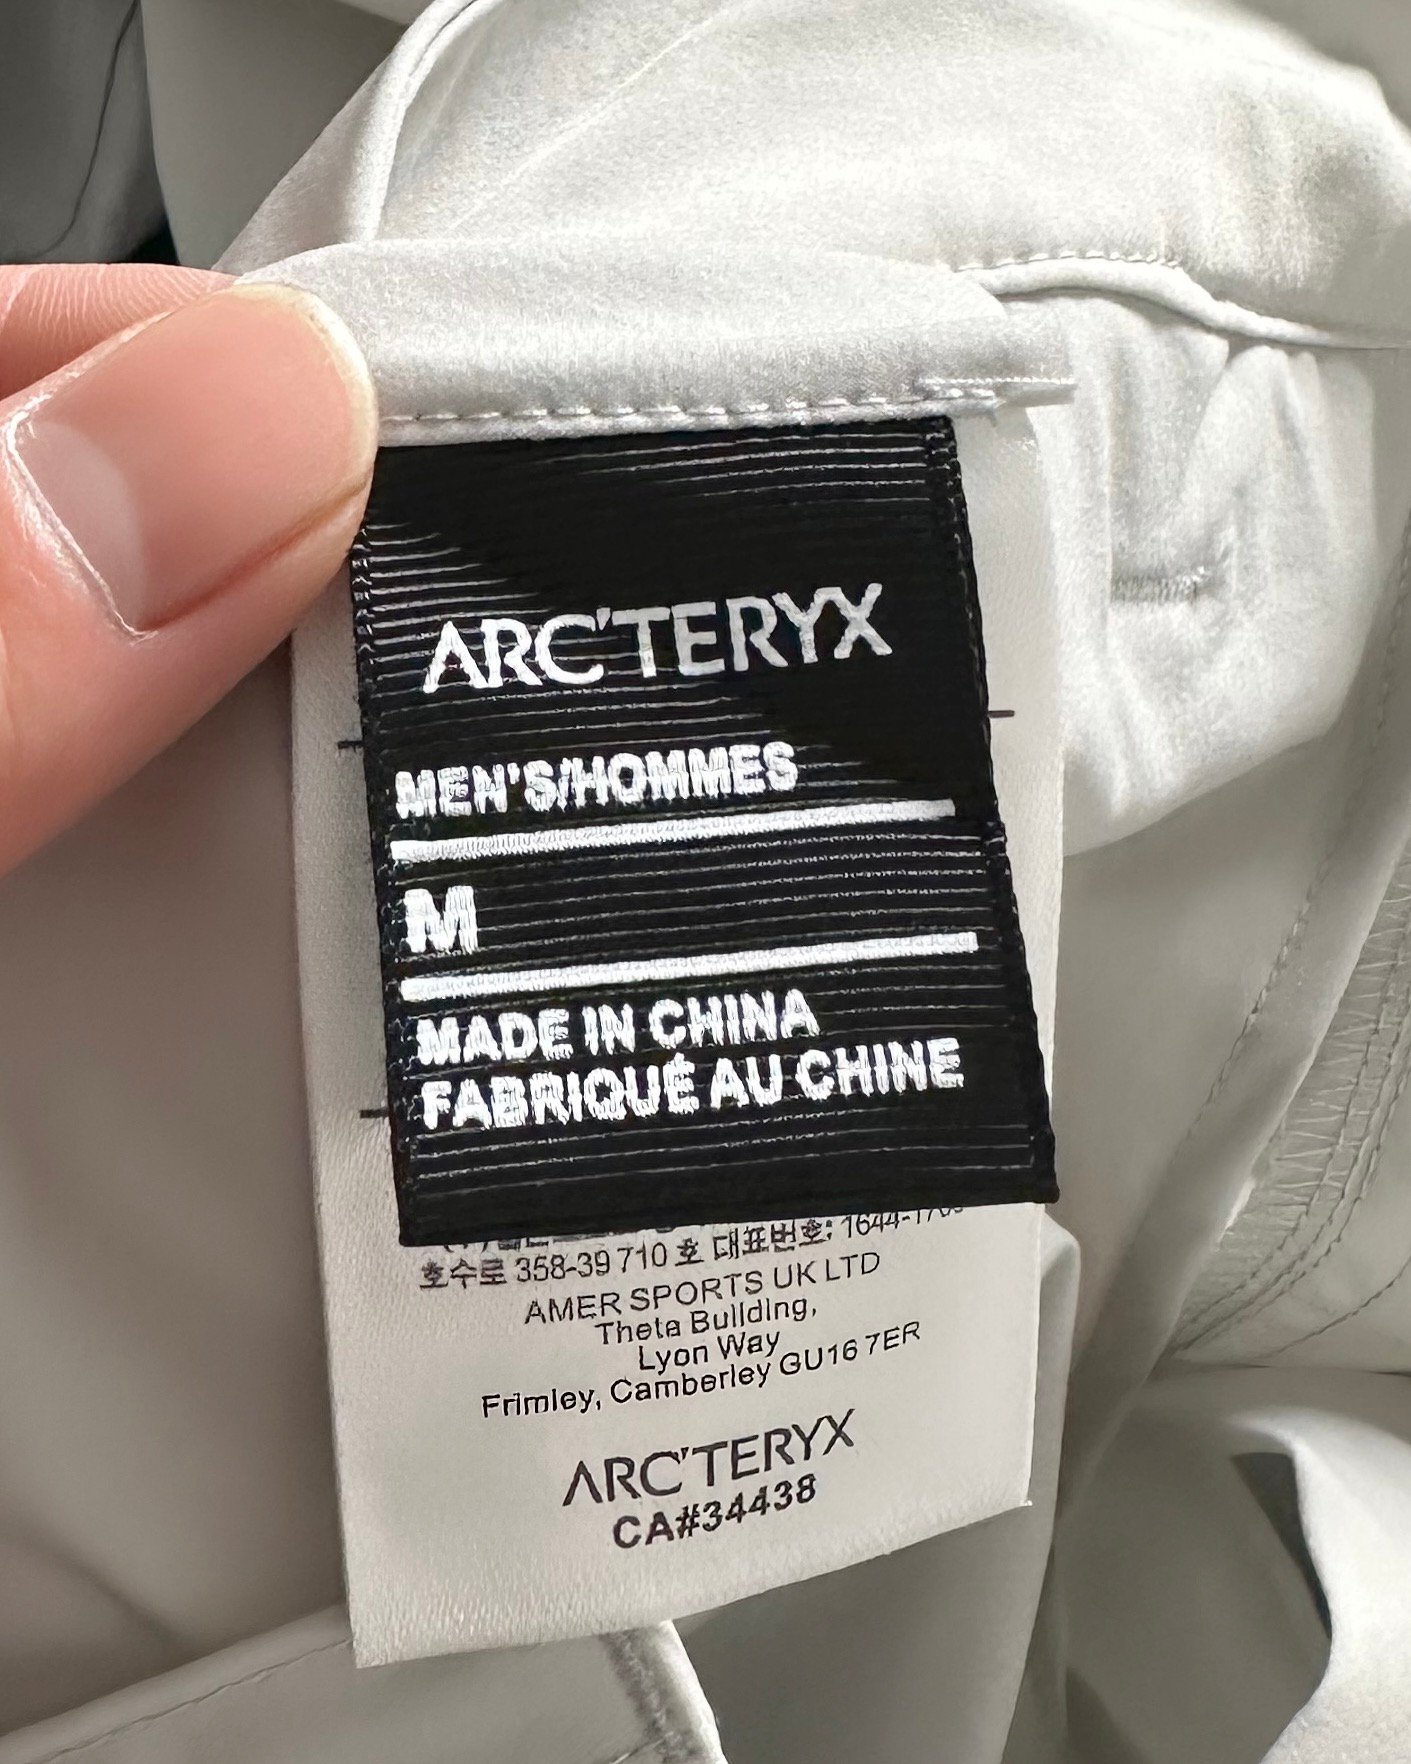 ARC'TERYX
MEN'S/HOMMES
M
MADE IN CHINA
FABRIQUÉ AU CHINE
호수로 358-39 710 호 대표번호: 1644-
AMER SPORTS UK LTD
Theta Building,
Lyon Way
Frimley, Camberley GU16 7ER
ARC'TERYX
CA#34438